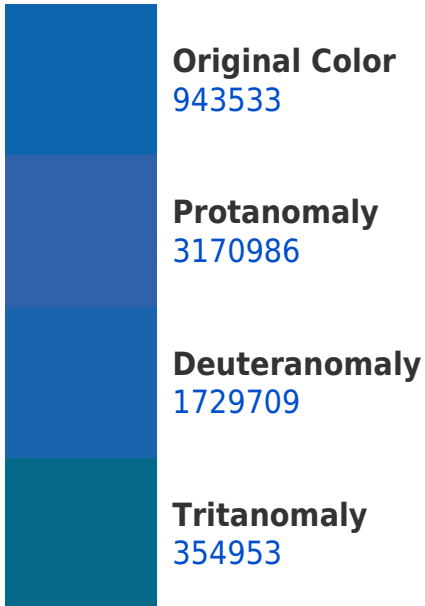 Original Color
943533
Protanomaly
3170986
Deuteranomaly
1729709
Tritanomaly
354953